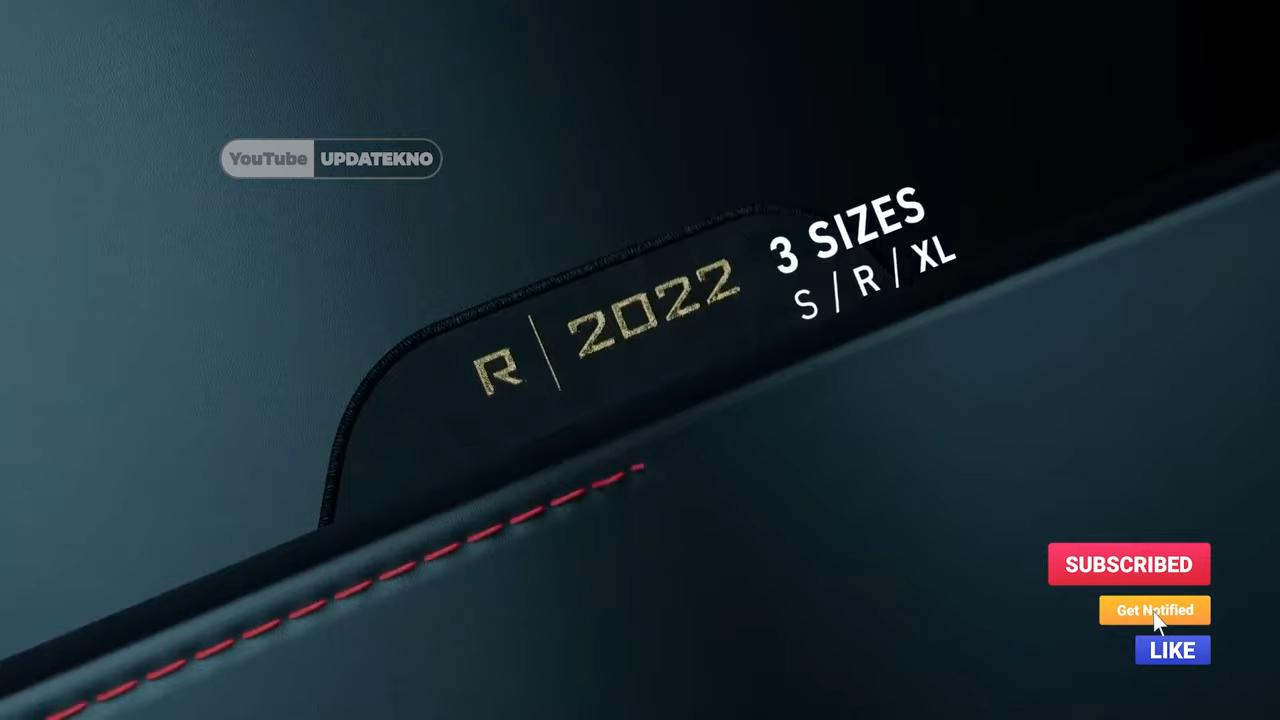 YouTube UPDATEKNO
3 SIZES
S / R / XL
R | 2022
SUBSCRIBED
Get Notified
LIKE